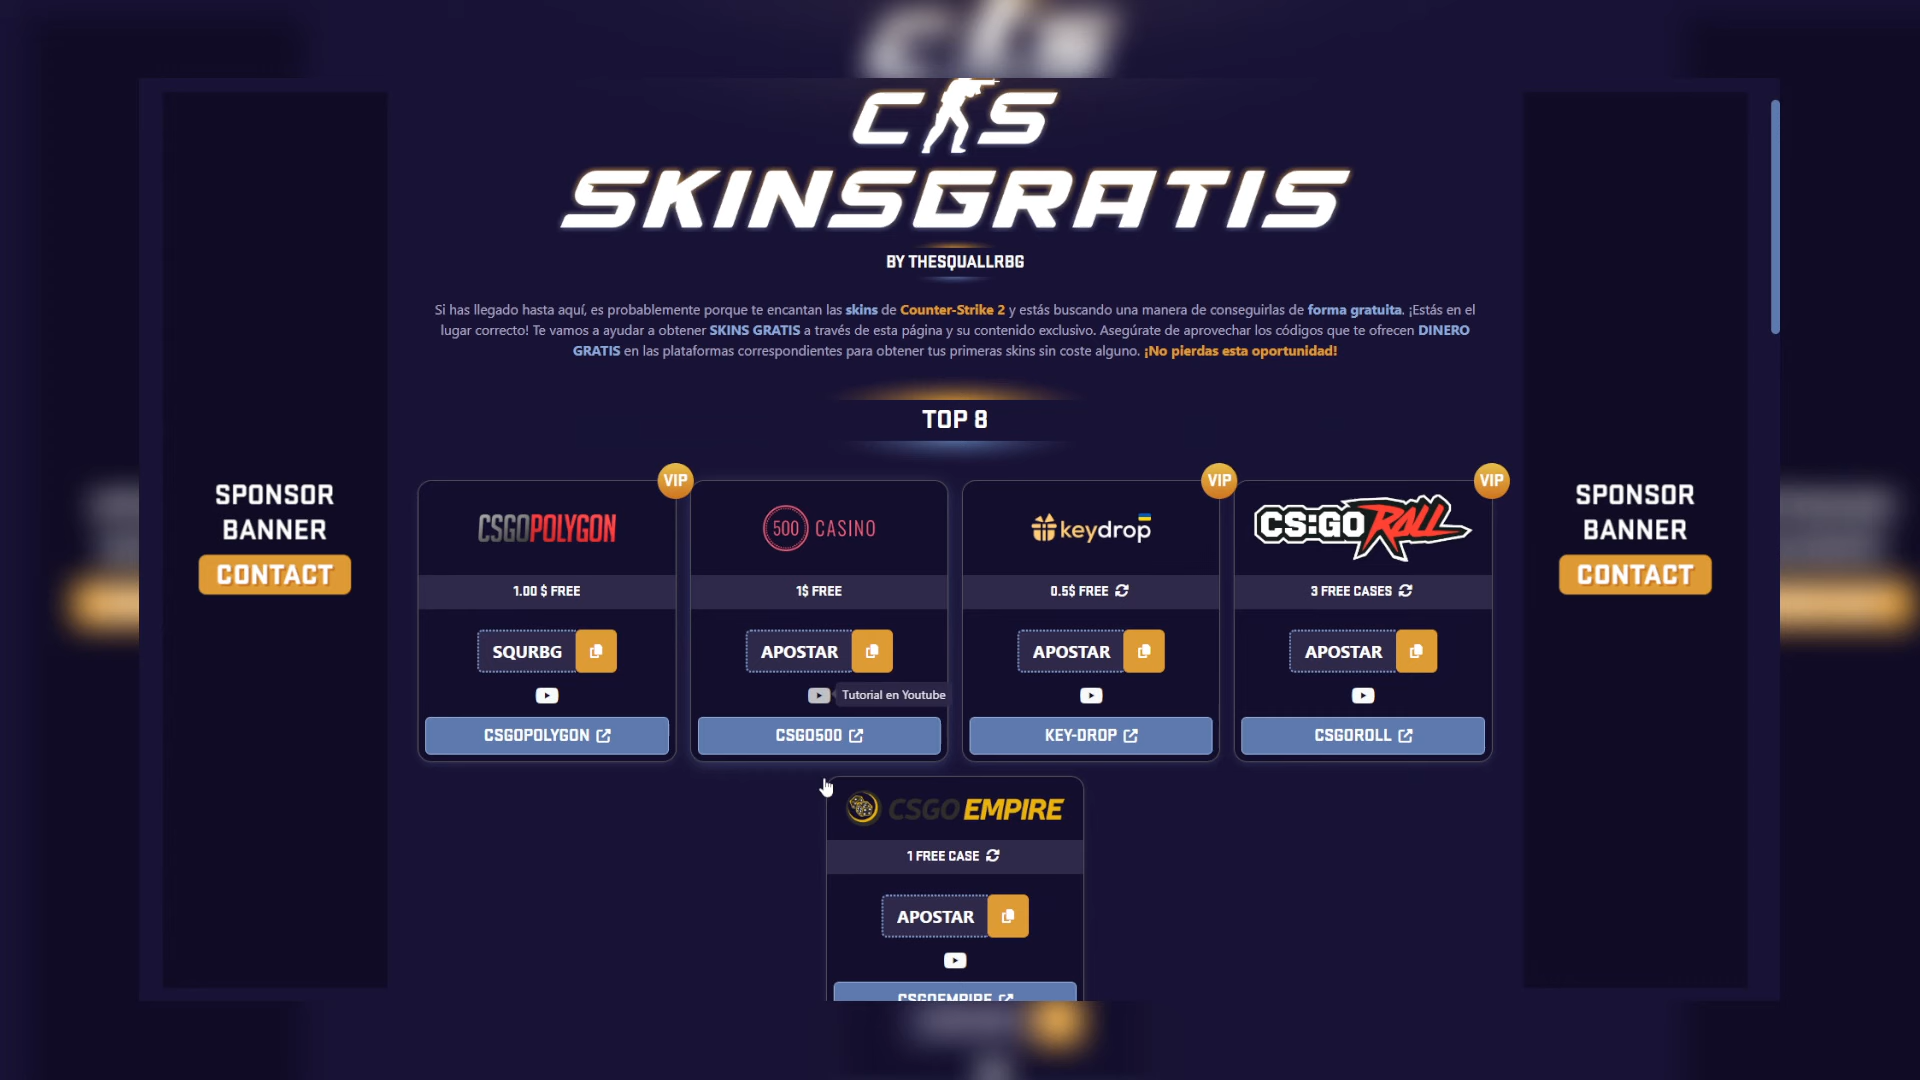 CS
SKINSGRATIS
BY THESQUALLRBG
Si has llegado hasta aquí, es probablemente porque te encantan las skins de Counter-Strike 2 y estás buscando una manera de conseguirlas de forma gratuita. ¡Estás en el
lugar correcto! Te vamos a ayudar a obtener SKINS GRATIS a través de esta página y su contenido exclusivo. Asegúrate de aprovechar los códigos que te ofrecen DINERO
GRATIS en las plataformas correspondientes para obtener tus primeras skins sin coste alguno. ¡No pierdas esta oportunidad!
TOP 8
SPONSOR
BANNER
CONTACT
VIP
CSGOPOLYGON
1.00 $ FREE
SQURBG
CSGOPOLYGON
500 CASINO
1$ FREE
APOSTAR
Tutorial en Youtube
CSGO500
VIP
keydrop
0.5$ FREE
APOSTAR
KEY-DROP
VIP
CS:GO ROLL
3 FREE CASES
APOSTAR
CSGOROLL
SPONSOR
BANNER
CONTACT
CSGOEMPIRE
1 FREE CASE
APOSTAR
CSGOEMPIRE